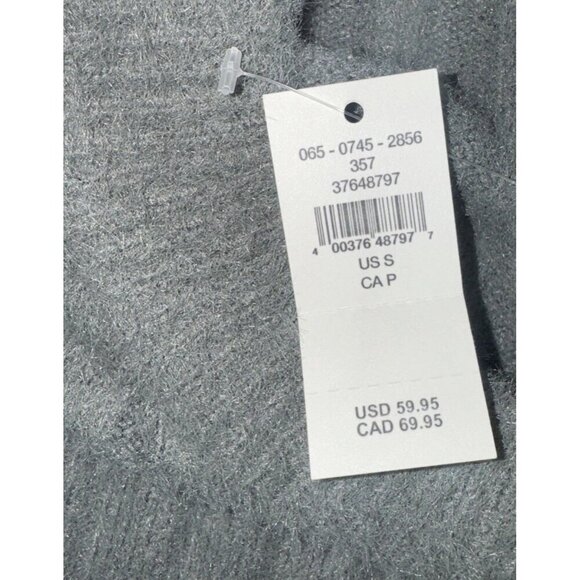 065 - 0745 - 2856
357
37648797
4 00376 48797 7
US S
CA P
USD 59.95
CAD 69.95